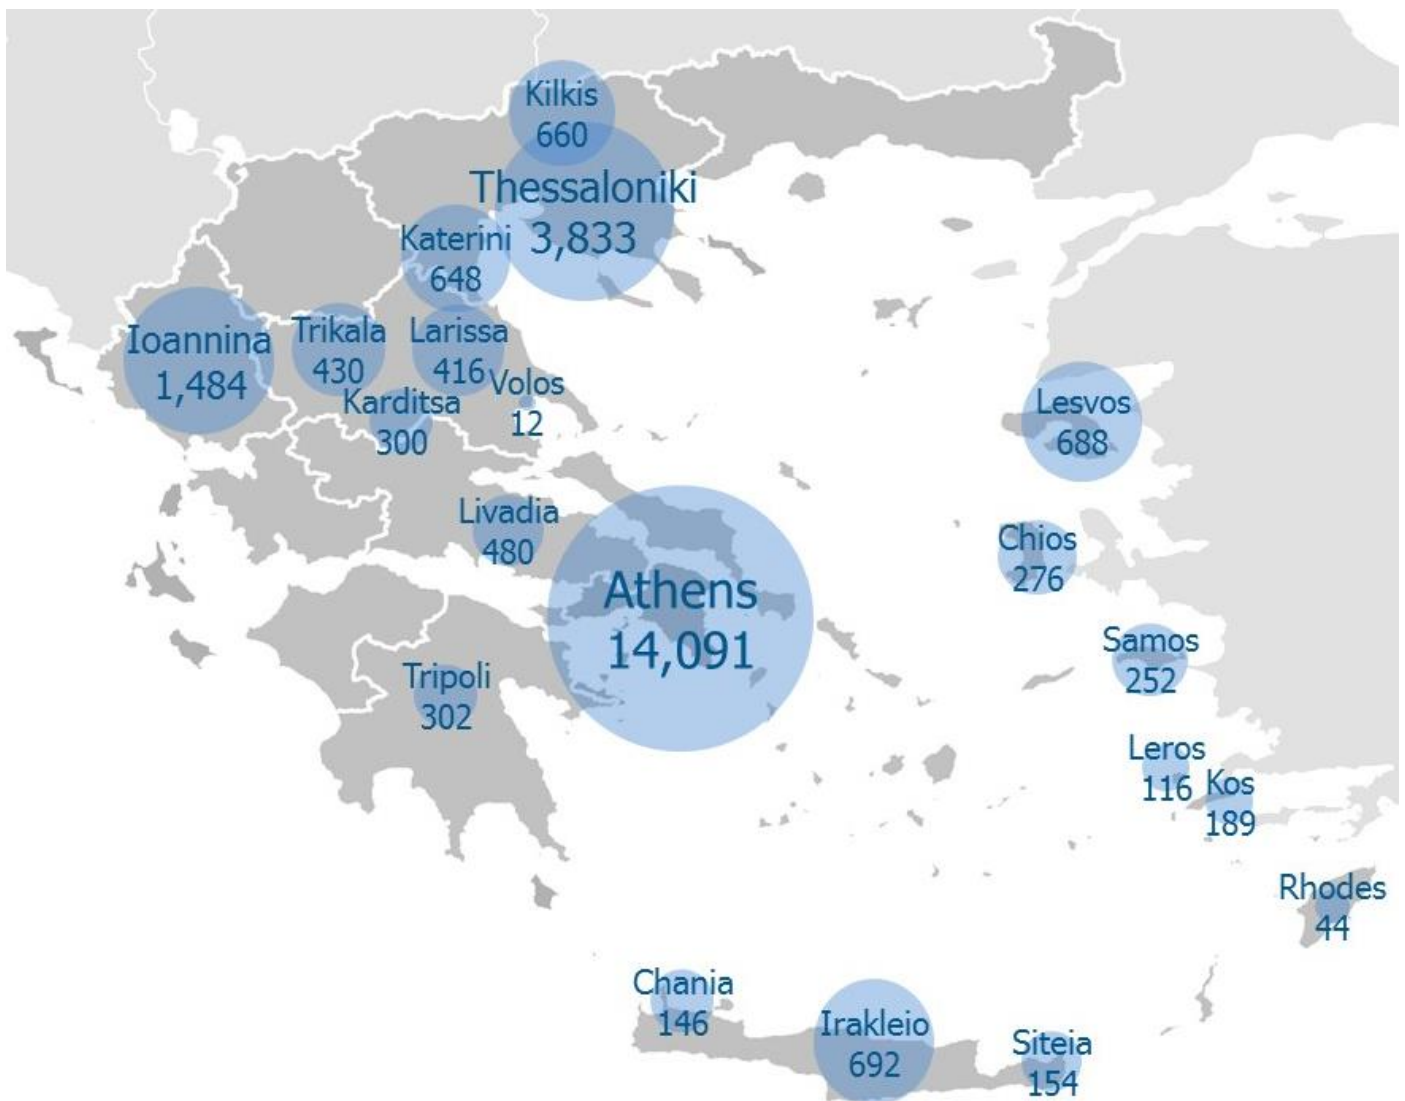 Kilkis
660
Thessaloniki
3,833
Katerini
648
Ioannina
1,484
Trikala
430
Larissa
416
Volos
12
Karditsa
300
Lesvos
688
Livadia
480
Chios
276
Athens
14,091
Samos
252
Tripoli
302
Leros
116
Kos
189
Rhodes
44
Chania
146
Irakleio
692
Siteia
154